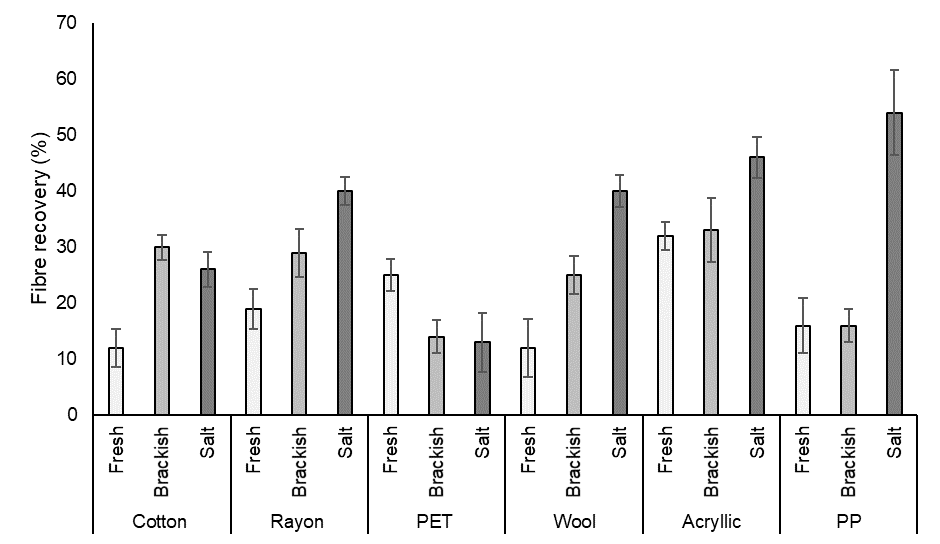 70
60
50
40
30
20
10
0
Fibre recovery (%)
Fresh Brackish Salt Fresh Brackish Salt Fresh Brackish Salt Fresh Brackish Salt Fresh Brackish Salt Fresh Brackish Salt
Cotton Rayon PET Wool Acryllic PP